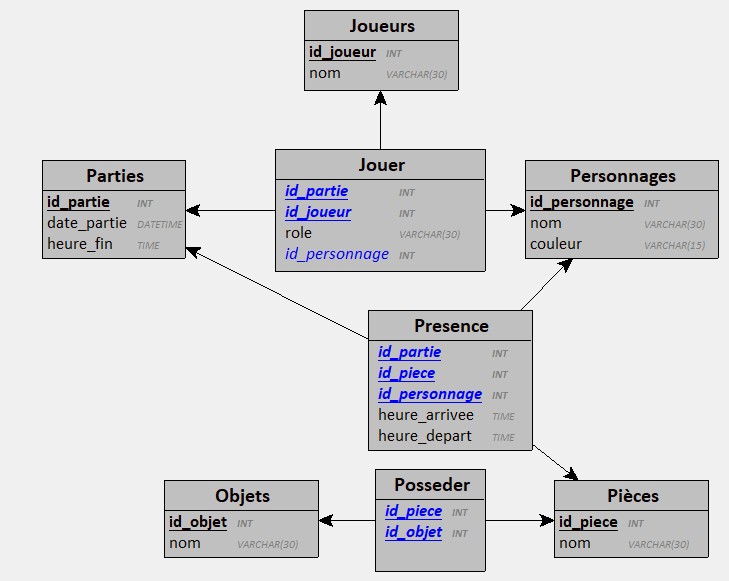 Joueurs
id_joueur INT
nom VARCHAR(30)
Parties
id_partie INT
date_partie DATETIME
heure_fin TIME
Jouer
id_partie INT
id_joueur INT
role VARCHAR(30)
id_personnage INT
Personnages
id_personnage INT
nom VARCHAR(30)
couleur VARCHAR(15)
Presence
id_partie INT
id_piece INT
id_personnage INT
heure_arrivee TIME
heure_depart TIME
Objets
id_objet INT
nom VARCHAR(30)
Posseder
id_piece INT
id_objet INT
Pièces
id_piece INT
nom VARCHAR(30)